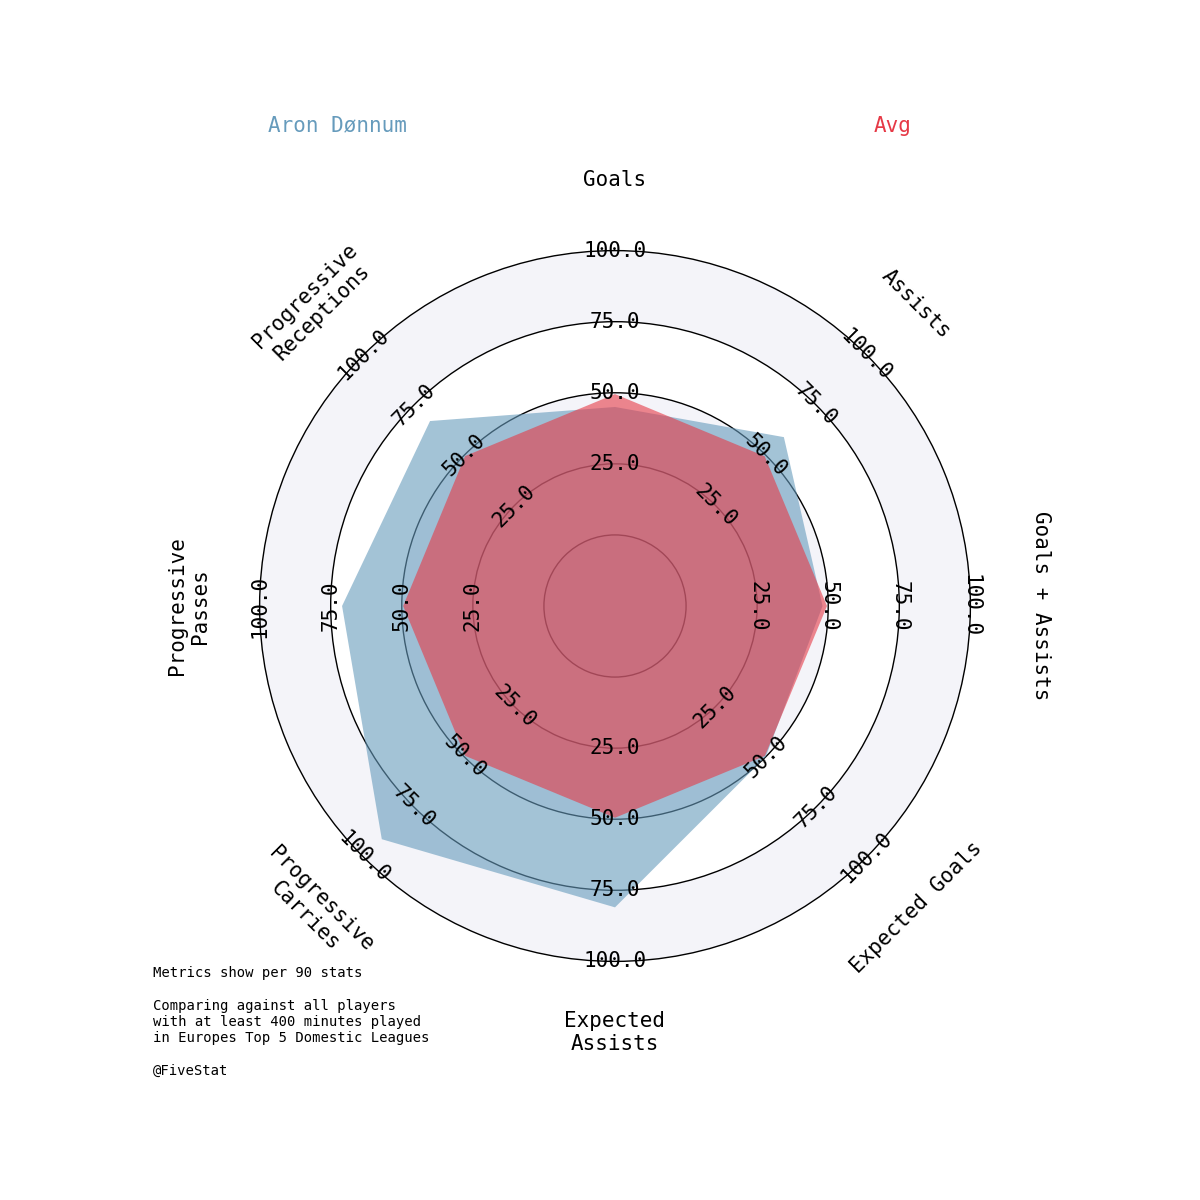 Aron Dønnum
Avg
Goals
Assists
Goals + Assists
Expected Goals
Expected
Assists
Progressive
Carries
Progressive
Passes
Progressive
Receptions
25.0
50.0
75.0
100.0
25.0
50.0
75.0
100.0
25.0
50.0
75.0
100.0
25.0
50.0
75.0
100.0
25.0
50.0
75.0
100.0
25.0
50.0
75.0
100.0
25.0
50.0
75.0
100.0
25.0
50.0
75.0
100.0
Metrics show per 90 stats
Comparing against all players
with at least 400 minutes played
in Europes Top 5 Domestic Leagues
@FiveStat